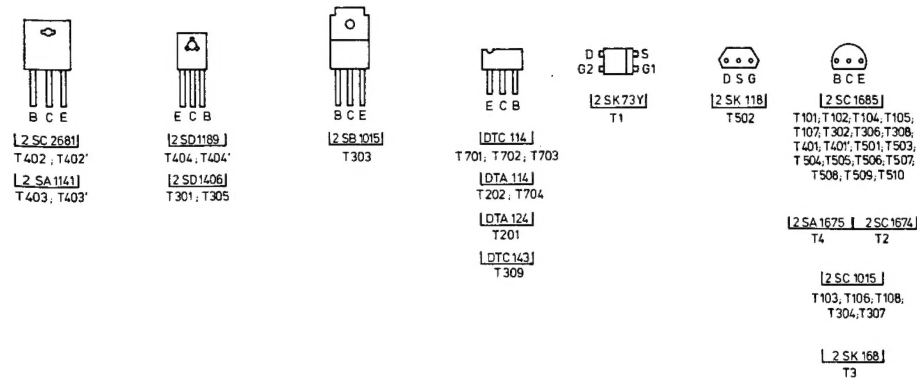 B C E
2 SC 2681
T402 ; T402'
2 SA 1141
T403 ; T403'
E C B
2 SD1189
T404 ; T404'
2 SD1406
T301 ; T305
B C E
2 SB 1015
T303
E C B
DTC 114
T701 ; T702 ; T703
DTA 114
T202 ; T704
DTA 124
T201
DTC 143
T309
D S
G2 G1
2 SK 73Y
T1
D S G
2 SK 118
T502
B C E
2 SC 1685
T101; T102; T104; T105;
T107; T302; T306; T308;
T401; T401'; T501; T503;
T504; T505; T506; T507;
T508; T509; T510
2 SA 1675 2 SC 1674
T4 T2
2 SC 1015
T103; T106; T108;
T304; T307
2 SK 168
T3